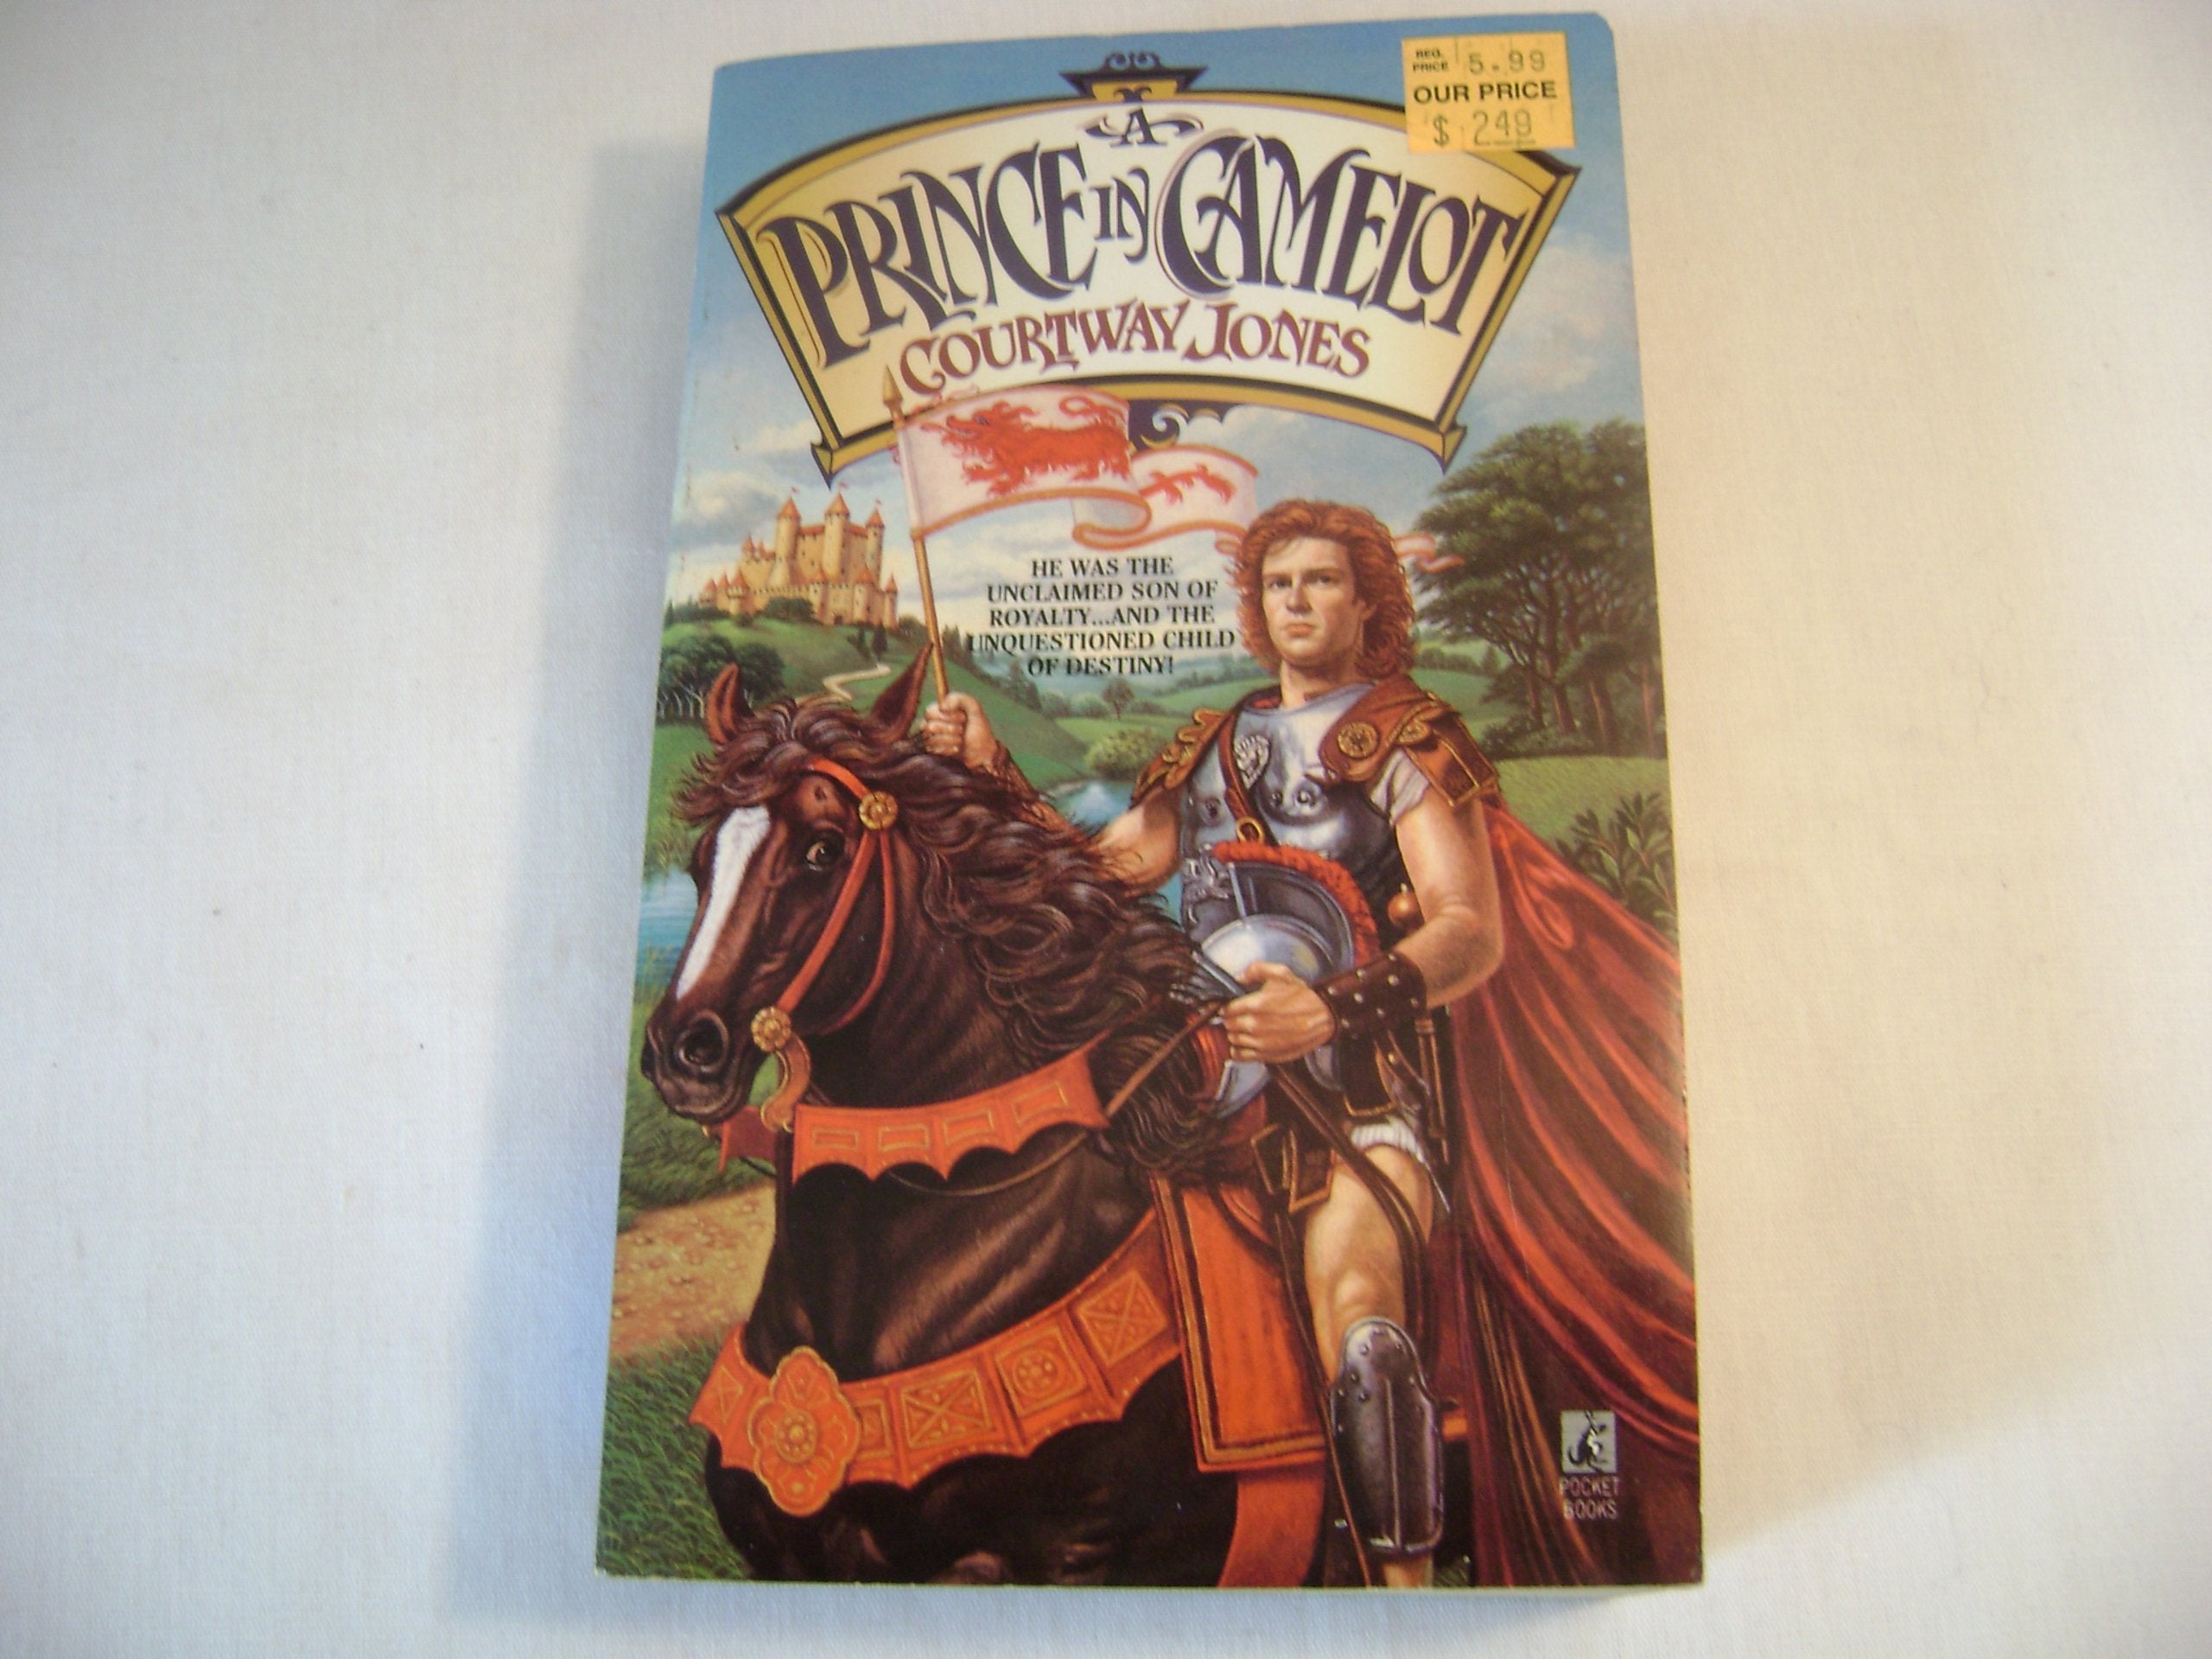 REG. PRICE 5.99
OUR PRICE
$ 2.49
A
PRINCE IN CAMELOT
COURTWAY JONES
HE WAS THE
UNCLAIMED SON OF
ROYALTY...AND THE
UNQUESTIONED CHILD
OF DESTINY!
POCKET
BOOKS